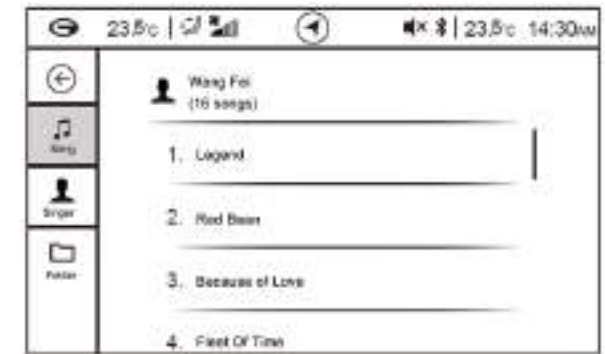 23.5°c | | 23.5°c 14:30AM
Wang Fei
(16 songs)
Song
1. Legend
Singer
2. Red Bean
Folder
3. Because of Love
4. Fleet Of Time